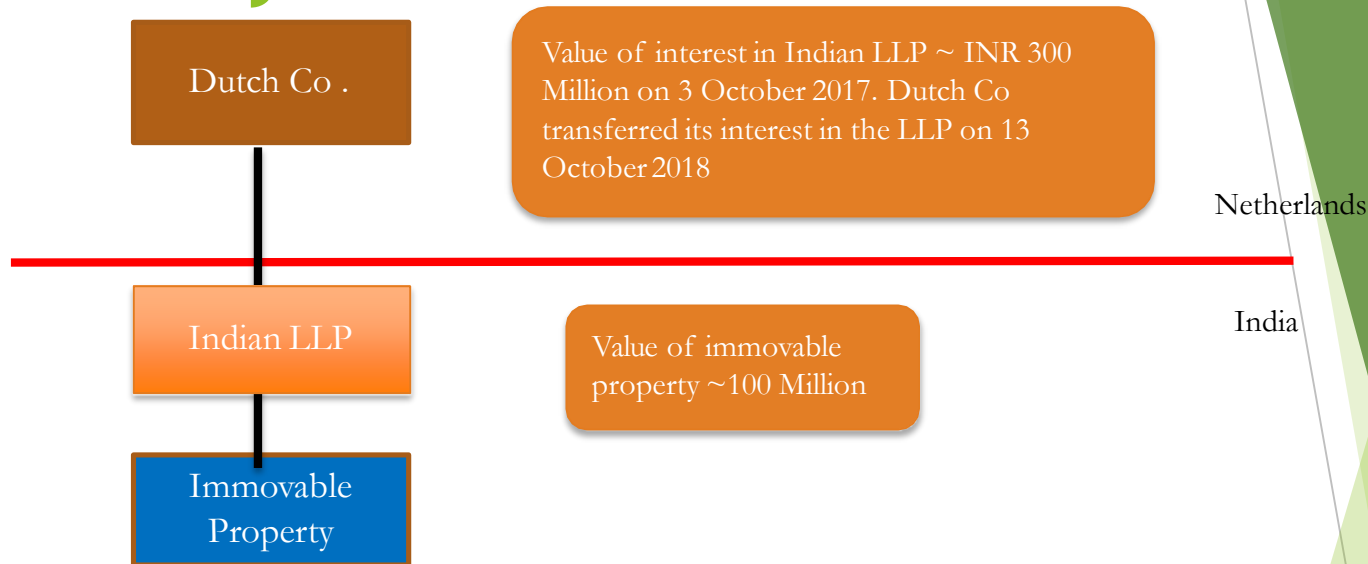 Dutch Co .
Value of interest in Indian LLP ~ INR 300
Million on 3 October 2017. Dutch Co
transferred its interest in the LLP on 13
October 2018
Netherlands
India
Indian LLP
Value of immovable
property ~100 Million
Immovable
Property